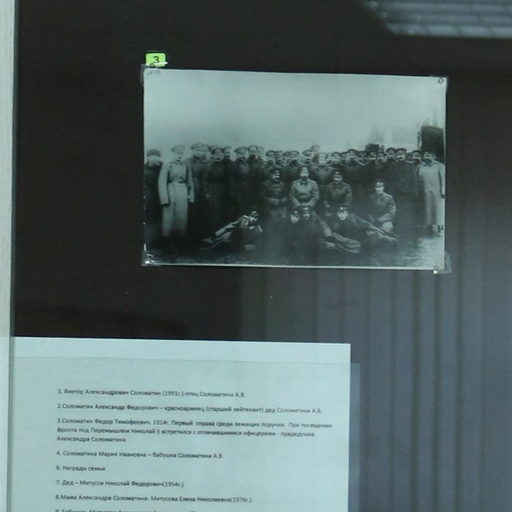 3
1. Виктор Александрович Соломатин (1991г.)-отец Соломатина А.В.
2.Соломатин Александр Федорович – красноармеец (старший лейтенант) дед Соломатина А.В.
3.Соломатин Федор Тимофеевич. 1914г. Первый справа среди лежащих поручик. При посещении
фронта под Перемышлем Николай II встретился с отличившимися офицерами - прадедушка
Александра Соломатина
4. Соломатина Мария Ивановна – бабушка Соломатина А.В.
6. Награды семьи
7. Дед – Митусов Николай Федорович(1954г.)
8.Мама Александра Соломатина- Митусова Елена Николаевна(1976г.)